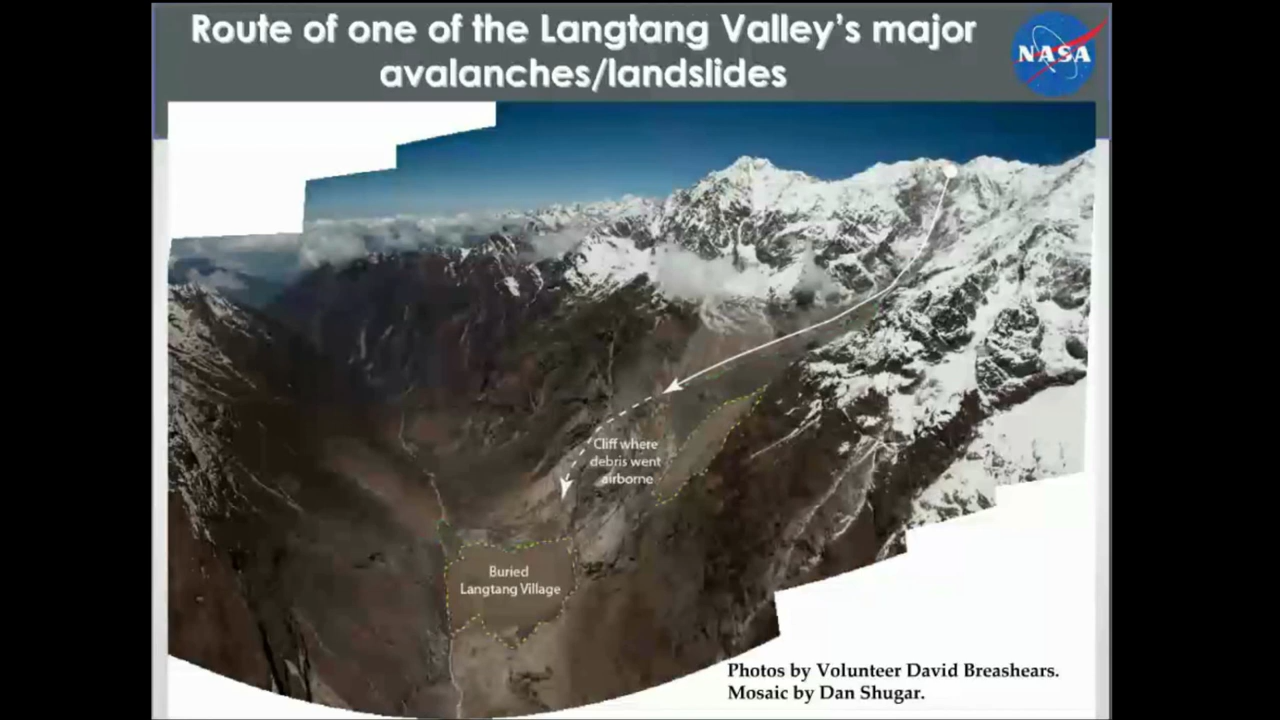 Route of one of the Langtang Valley's major
avalanches/landslides
NASA
Cliff where
debris went
airborne
Buried
Langtang Village
Photos by Volunteer David Breashears.
Mosaic by Dan Shugar.